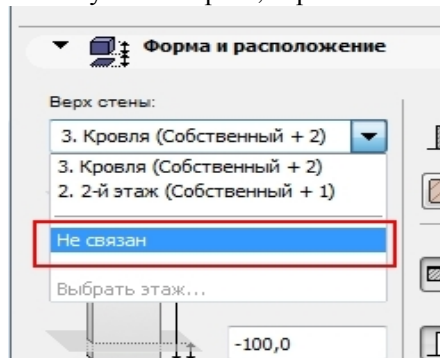 Форма и расположение
Верх стены:
3. Кровля (Собственный + 2)
3. Кровля (Собственный + 2)
2. 2-й этаж (Собственный + 1)
Не связан
Выбрать этаж...
-100,0